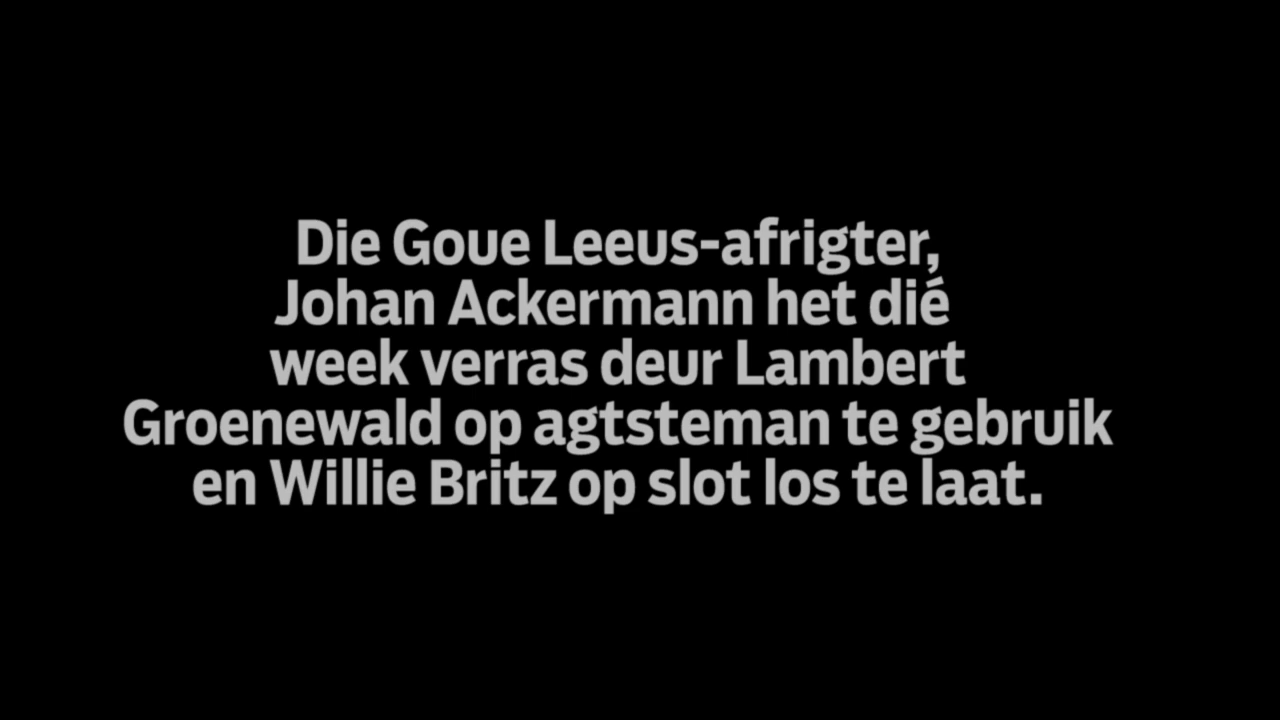 Die Goue Leeus-afrigter,
Johan Ackermann het dié
week verras deur Lambert
Groenewald op agtsteman te gebruik
en Willie Britz op slot los te laat.